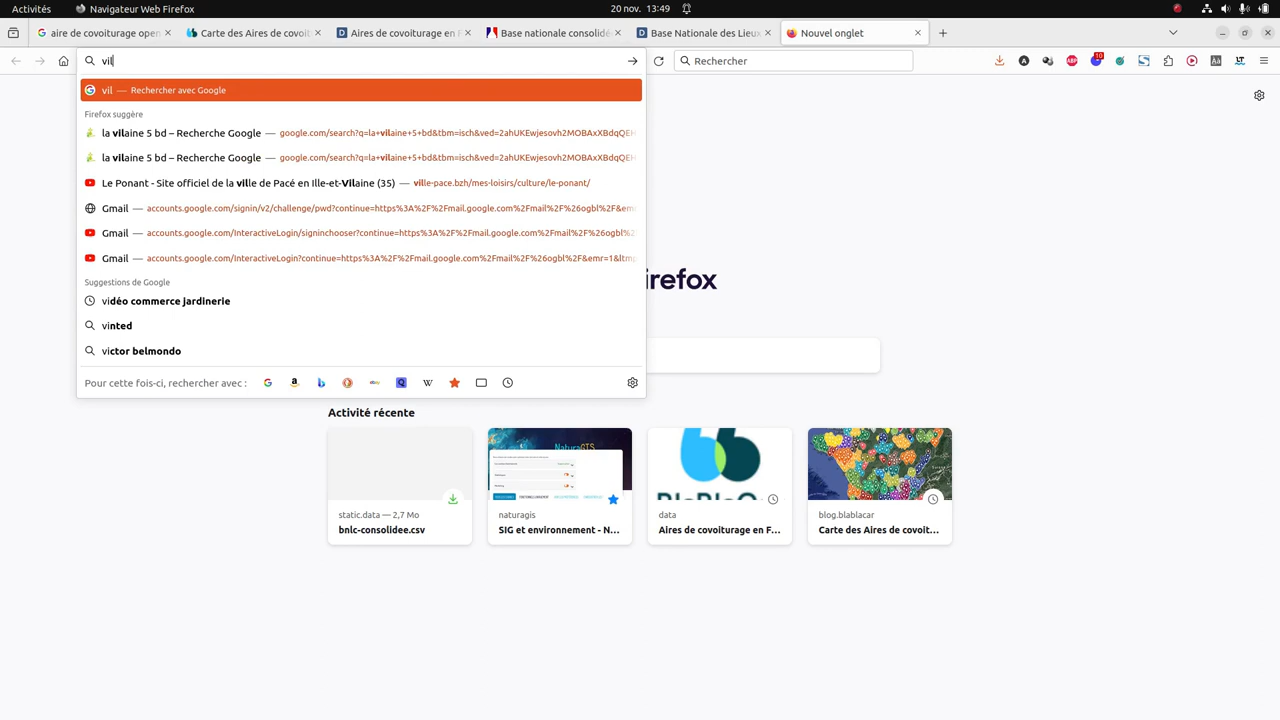 Activités
Navigateur Web Firefox
20 nov. 13:49
aire de covoiturage open
Carte des Aires de covoit
Aires de covoiturage en F
Base nationale consolidé
Base Nationale des Lieux
Nouvel onglet
vil
Rechercher
10
vil — Rechercher avec Google
Firefox suggère
la vilaine 5 bd – Recherche Google — google.com/search?q=la+vilaine+5+bd&tbm=isch&ved=2ahUKEwjesovh2MOBAxXBdqQEH
la vilaine 5 bd – Recherche Google — google.com/search?q=la+vilaine+5+bd&tbm=isch&ved=2ahUKEwjesovh2MOBAxXBdqQEH
Le Ponant - Site officiel de la ville de Pacé en Ille-et-Vilaine (35) — ville-pace.bzh/mes-loisirs/culture/le-ponant/
Gmail — accounts.google.com/signin/v2/challenge/pwd?continue=https%3A%2F%2Fmail.google.com%2Fmail%2F%26ogbl%2F&em
Gmail — accounts.google.com/InteractiveLogin/signinchooser?continue=https%3A%2F%2Fmail.google.com%2Fmail%2F%26ogbl%2
Gmail — accounts.google.com/InteractiveLogin?continue=https%3A%2F%2Fmail.google.com%2Fmail%2F%26ogbl%2F&emr=1&ltmp
Suggestions de Google
vidéo commerce jardinerie
vinted
victor belmondo
Pour cette fois-ci, rechercher avec :
irefox
Activité récente
NaturaGIS
BlaBlaC
static.data — 2,7 Mo
bnlc-consolidee.csv
naturagis
SIG et environnement - N...
data
Aires de covoiturage en F...
blog.blablacar
Carte des Aires de covoit...